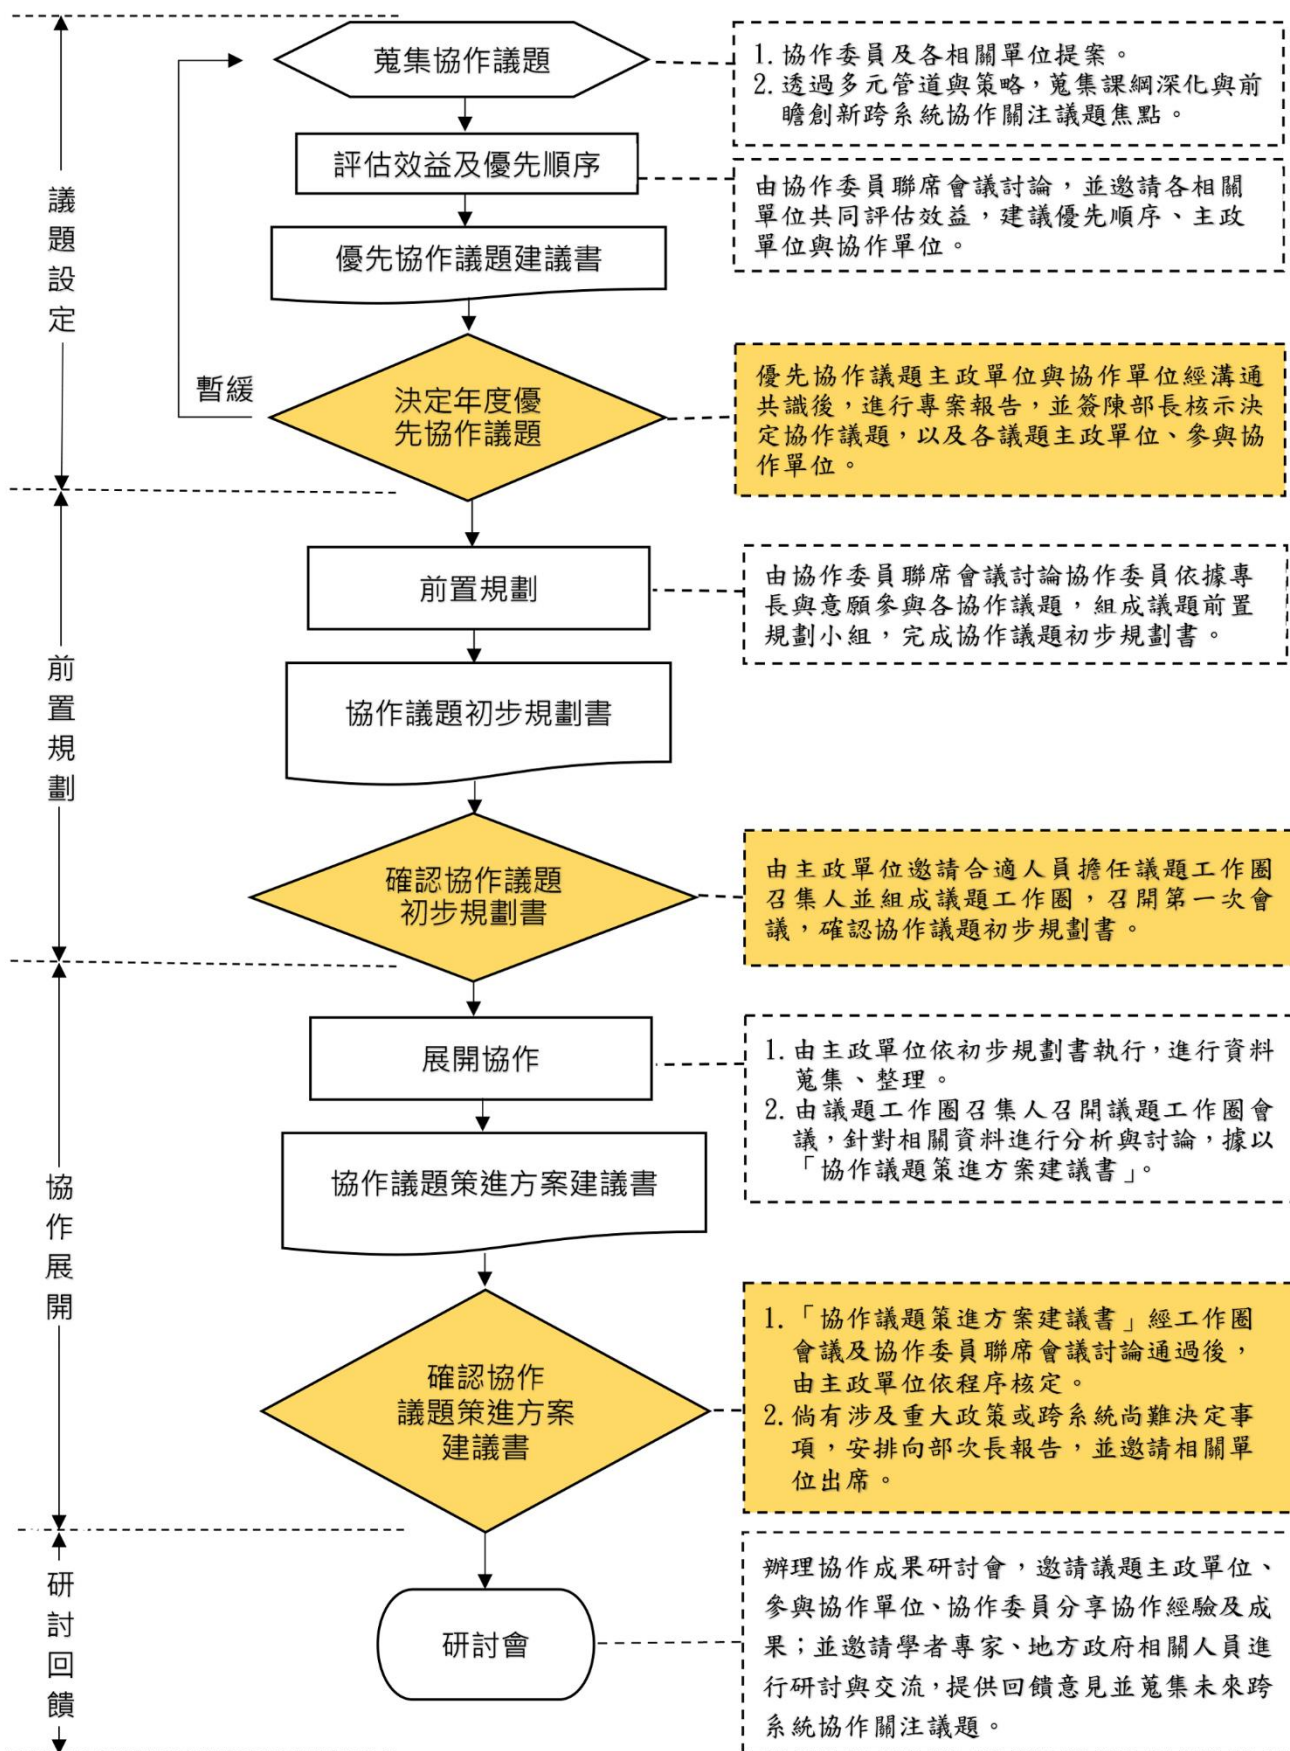 蒐集協作議題
1. 協作委員及各相關單位提案。
2. 透過多元管道與策略，蒐集課綱深化與前
瞻創新跨系統協作關注議題焦點。
評估效益及優先順序
由協作委員聯席會議討論，並邀請各相關
單位共同評估效益，建議優先順序、主政
單位與協作單位。
議題設定
優先協作議題建議書
暫緩
決定年度優
先協作議題
優先協作議題主政單位與協作單位經溝通
共識後，進行專案報告，並簽陳部長核示決
定協作議題，以及各議題主政單位、參與協
作單位。
前置規劃
由協作委員聯席會議討論協作委員依據專
長與意願參與各協作議題，組成議題前置
規劃小組，完成協作議題初步規劃書。
前置規劃
協作議題初步規劃書
確認協作議題
初步規劃書
由主政單位邀請合適人員擔任議題工作圈
召集人並組成議題工作圈，召開第一次會
議，確認協作議題初步規劃書。
展開協作
1. 由主政單位依初步規劃書執行，進行資料
蒐集、整理。
2. 由議題工作圈召集人召開議題工作圈會
議，針對相關資料進行分析與討論，據以
「協作議題策進方案建議書」。
協作議題策進方案建議書
協作展開
確認協作
議題策進方案
建議書
1. 「協作議題策進方案建議書」經工作圈
會議及協作委員聯席會議討論通過後，
由主政單位依程序核定。
2. 倘有涉及重大政策或跨系統尚難決定事
項，安排向部次長報告，並邀請相關單
位出席。
研討回饋
研討會
辦理協作成果研討會，邀請議題主政單位、
參與協作單位、協作委員分享協作經驗及成
果；並邀請學者專家、地方政府相關人員進
行研討與交流，提供回饋意見並蒐集未來跨
系統協作關注議題。